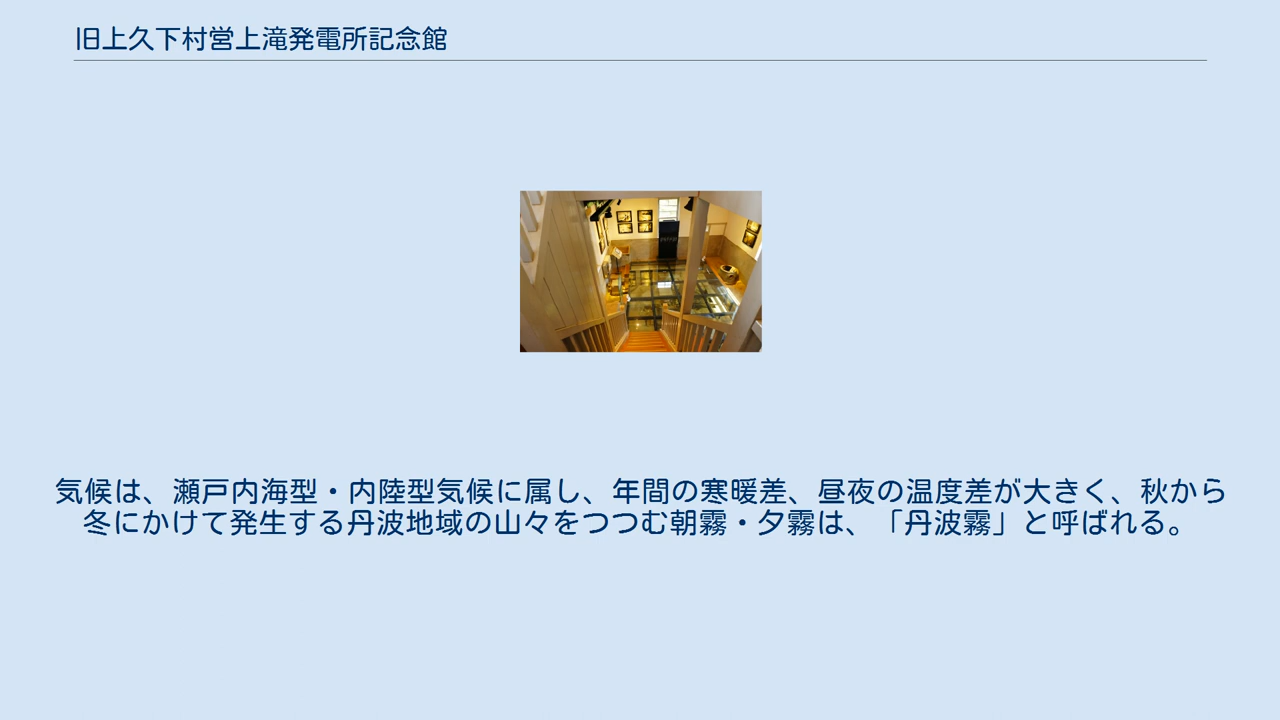 旧上久下村営上滝発電所記念館
気候は、瀬戸内海型・内陸型気候に属し、年間の寒暖差、昼夜の温度差が大きく、秋から
冬にかけて発生する丹波地域の山々をつつむ朝霧・夕霧は、「丹波霧」と呼ばれる。